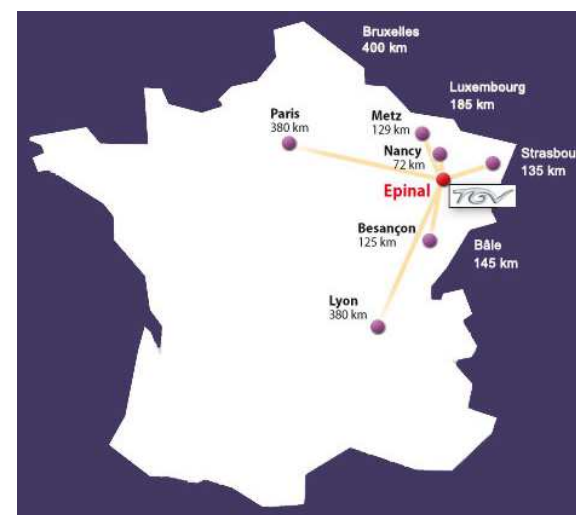 Bruxelles
400 km
Luxembourg
185 km
Paris
380 km
Metz
129 km
Nancy
72 km
Strasbou
135 km
Epinal
TGV
Besançon
125 km
Bâle
145 km
Lyon
380 km